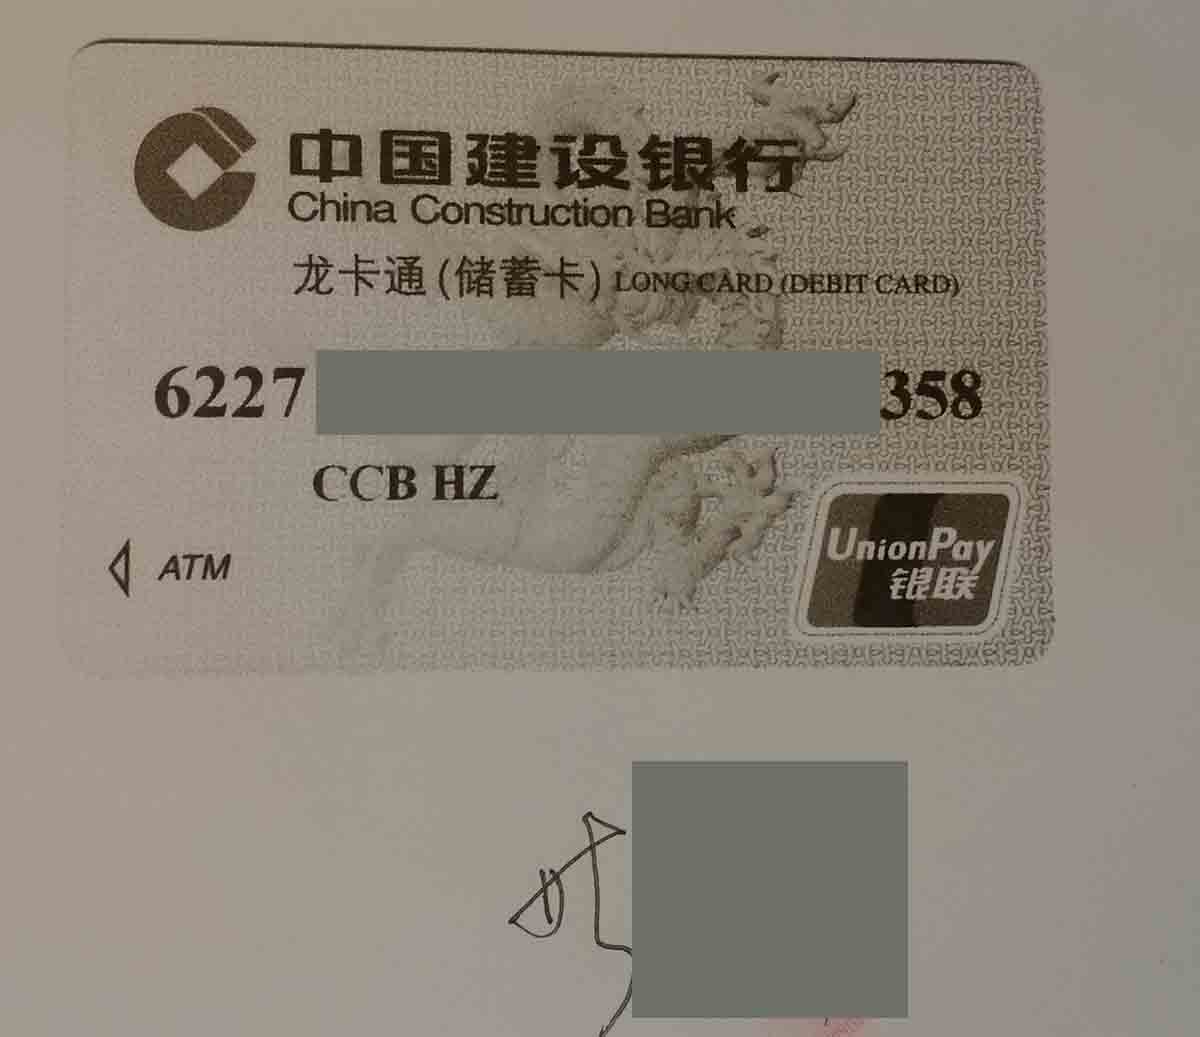 中国建设银行
China Construction Bank
龙卡通(储蓄卡) LONG CARD (DEBIT CARD)
6227 358
CCB HZ
ATM
UnionPay
银联